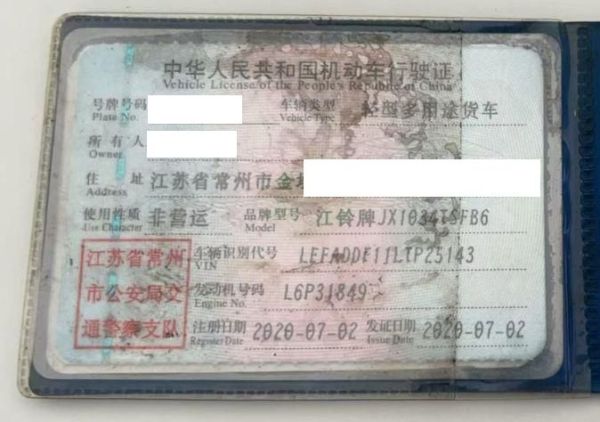 中华人民共和国机动车行驶证
Vehicle License of the People's Republic of China
号牌号码 车辆类型 轻型多用途货车
Plate No. Vehicle Type
所有人
Owner
住 址 江苏省常州市金坛
Address
使用性质 非营运 品牌型号 江铃牌JX1034TSFB6
Use Character Model
江苏省常州 车辆识别代号 LEFADDF11LTP25143
VIN
市公安局交 发动机号码 L6P31849
Engine No.
通警察支队 注册日期 2020-07-02 发证日期 2020-07-02
Register Date Issue Date